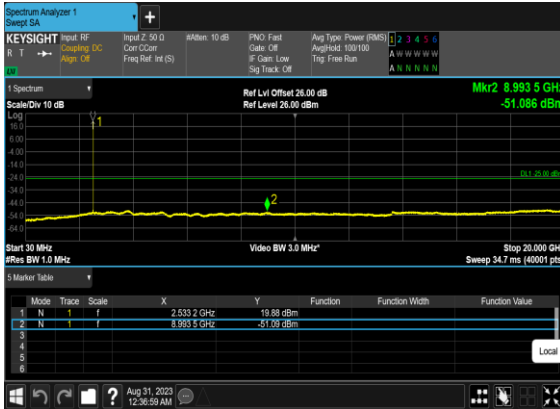 Spectrum Analyzer 1
Swept SA
+
KEYSIGHT
R T
Input: RF
Coupling: DC
Align: Off
Input Z: 50 Ω
Corr CCorr
Freq Ref: Int (S)
#Atten: 10 dB
PNO: Fast
Gate: Off
IF Gain: Low
Sig Track: Off
Avg Type: Power (RMS)
Avg|Hold: 100/100
Trig: Free Run
1 2 3 4 5 6
A W W W W W
A N N N N N
1 Spectrum
Scale/Div 10 dB
Ref Lvl Offset 26.00 dB
Ref Level 26.00 dBm
Mkr2 8.993 5 GHz
-51.086 dBm
Log
16.0
6.00
-4.00
-14.0
-24.0
-34.0
-44.0
-54.0
-64.0
1
2
DL1 -25.00 dBm
Start 30 MHz
#Res BW 1.0 MHz
Video BW 3.0 MHz*
Stop 20.000 GH
Sweep 34.7 ms (40001 pts
5 Marker Table
Mode Trace Scale X Y Function Function Width Function Value
1 N 1 f 2.533 2 GHz 19.88 dBm
2 N 1 f 8.993 5 GHz -51.09 dBm
3
4
5
6
Local
?
Aug 31, 2023
12:36:59 AM